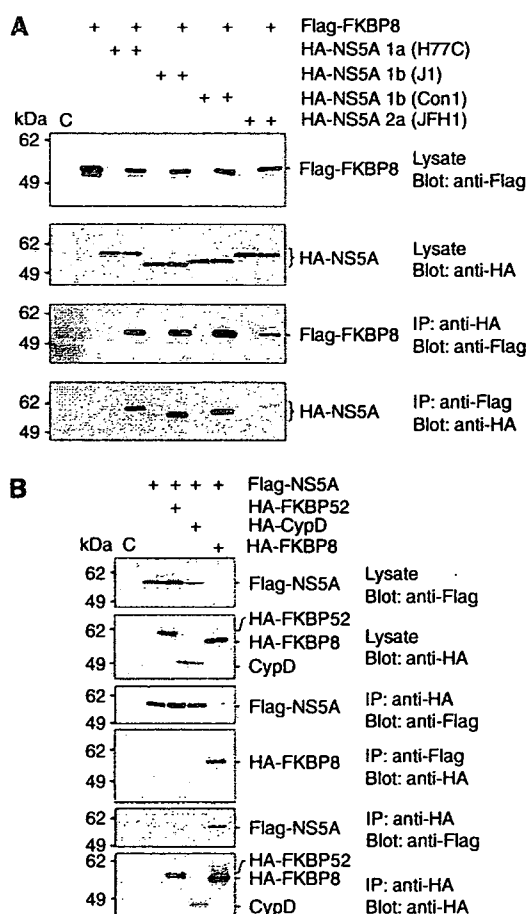 A
+ + + + + Flag-FKBP8
+ + HA-NS5A 1a (H77C)
+ + HA-NS5A 1b (J1)
+ + HA-NS5A 1b (Con1)
kDa C + + HA-NS5A 2a (JFH1)
62
49
Flag-FKBP8
Lysate
Blot: anti-Flag
62
49
HA-NS5A
Lysate
Blot: anti-HA
62
49
Flag-FKBP8
IP: anti-HA
Blot: anti-Flag
62
49
HA-NS5A
IP: anti-Flag
Blot: anti-HA
B
+ + + + Flag-NS5A
+ HA-FKBP52
+ HA-CypD
kDa C + HA-FKBP8
62
49
Flag-NS5A
Lysate
Blot: anti-Flag
62
49
HA-FKBP52
HA-FKBP8
CypD
Lysate
Blot: anti-HA
62
49
Flag-NS5A
IP: anti-HA
Blot: anti-Flag
62
49
HA-FKBP8
IP: anti-Flag
Blot: anti-HA
62
49
Flag-NS5A
IP: anti-HA
Blot: anti-Flag
62
49
HA-FKBP52
HA-FKBP8
CypD
IP: anti-HA
Blot: anti-HA